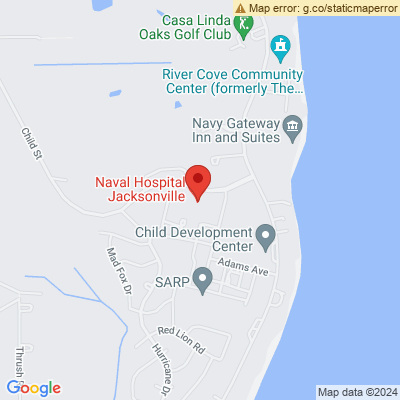 Map error: g.co/staticmaperror
Casa Linda
Oaks Golf Club
River Cove Community
Center (formerly The…
Navy Gateway
Inn and Suites
Child St
Naval Hospital
Jacksonville
Child Development
Center
Mad Fox Dr
Adams Ave
SARP
Red Lion Rd
Hurricane Dr
Thrush
Google
Map data ©2024